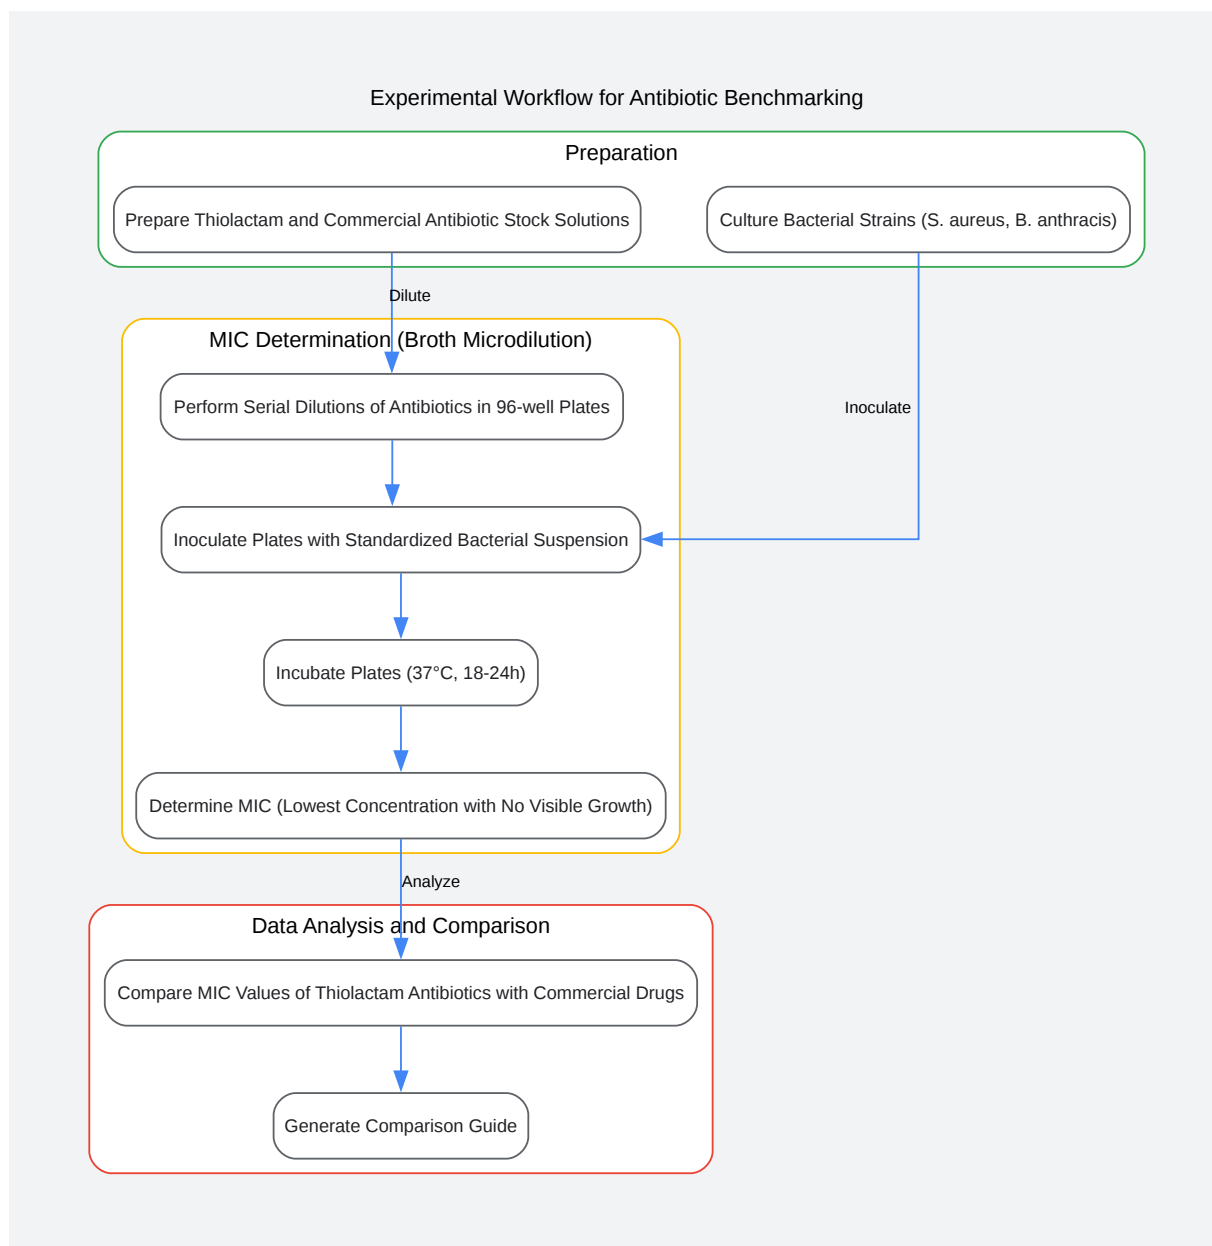 Experimental Workflow for Antibiotic Benchmarking
Preparation
Prepare Thiolactam and Commercial Antibiotic Stock Solutions
Culture Bacterial Strains (S. aureus, B. anthracis)
Dilute
MIC Determination (Broth Microdilution)
Perform Serial Dilutions of Antibiotics in 96-well Plates
Inoculate
Inoculate Plates with Standardized Bacterial Suspension
Incubate Plates (37°C, 18-24h)
Determine MIC (Lowest Concentration with No Visible Growth)
Analyze
Data Analysis and Comparison
Compare MIC Values of Thiolactam Antibiotics with Commercial Drugs
Generate Comparison Guide